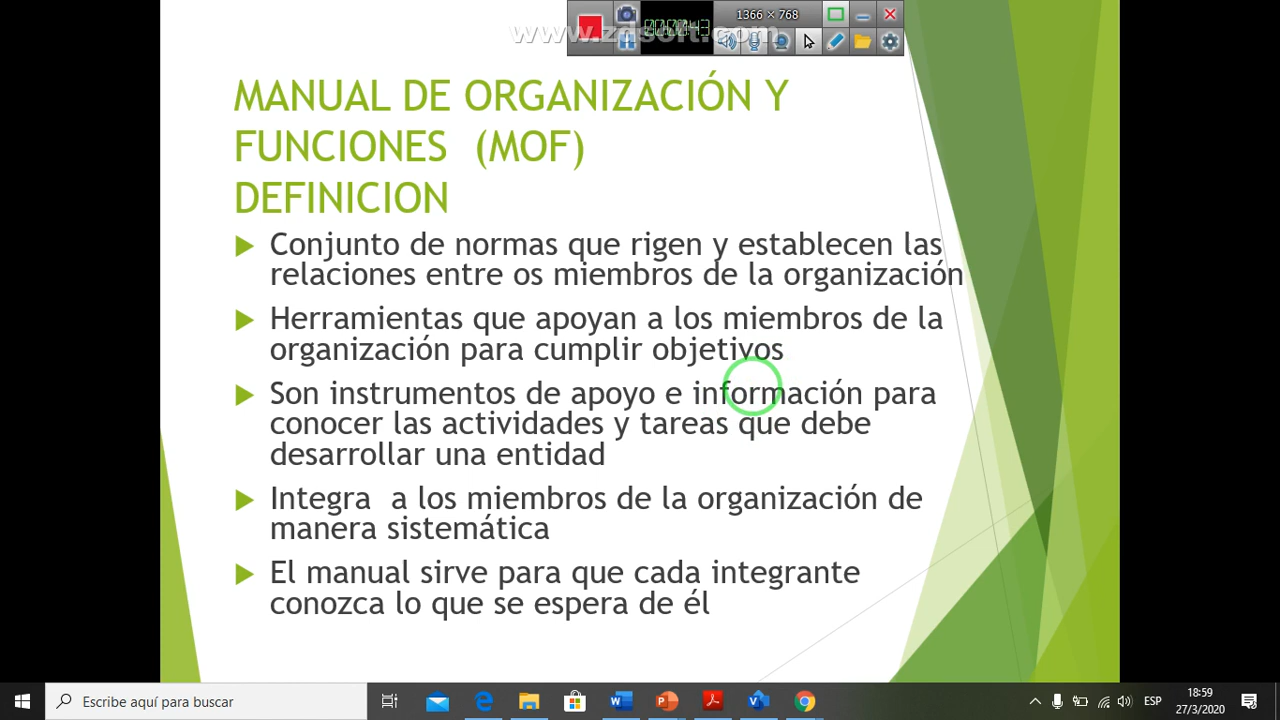 1366 × 768
www.zdsoft.com
MANUAL DE ORGANIZACIÓN Y
FUNCIONES (MOF)
DEFINICION
Conjunto de normas que rigen y establecen las
relaciones entre os miembros de la organización
Herramientas que apoyan a los miembros de la
organización para cumplir objetivos
Son instrumentos de apoyo e información para
conocer las actividades y tareas que debe
desarrollar una entidad
Integra a los miembros de la organización de
manera sistemática
El manual sirve para que cada integrante
conozca lo que se espera de él
Escribe aquí para buscar
ESP
18:59
27/3/2020